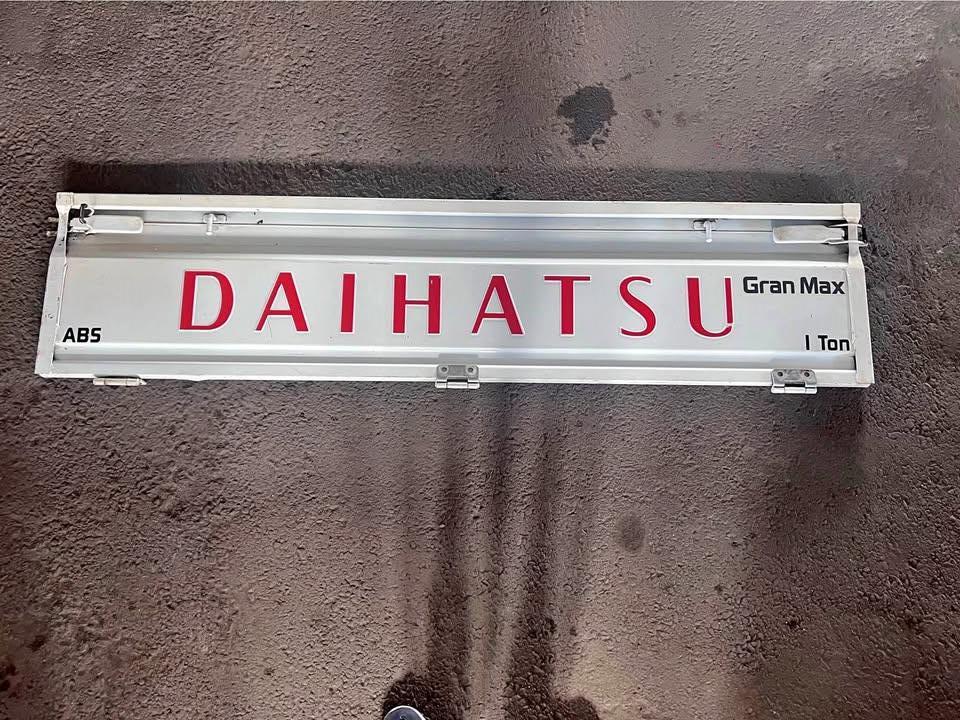 DAIHATSU
Gran Max
ABS
1 Ton